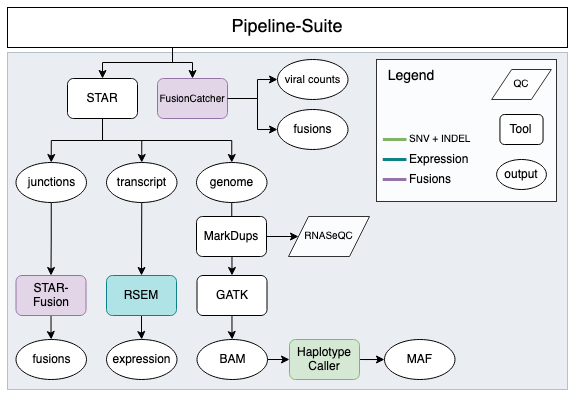 Pipeline-Suite
STAR
FusionCatcher
viral counts
fusions
Legend
QC
Tool
output
SNV + INDEL
Expression
Fusions
junctions
transcript
genome
MarkDups
RNASeQC
STAR-
Fusion
RSEM
GATK
fusions
expression
BAM
Haplotype
Caller
MAF